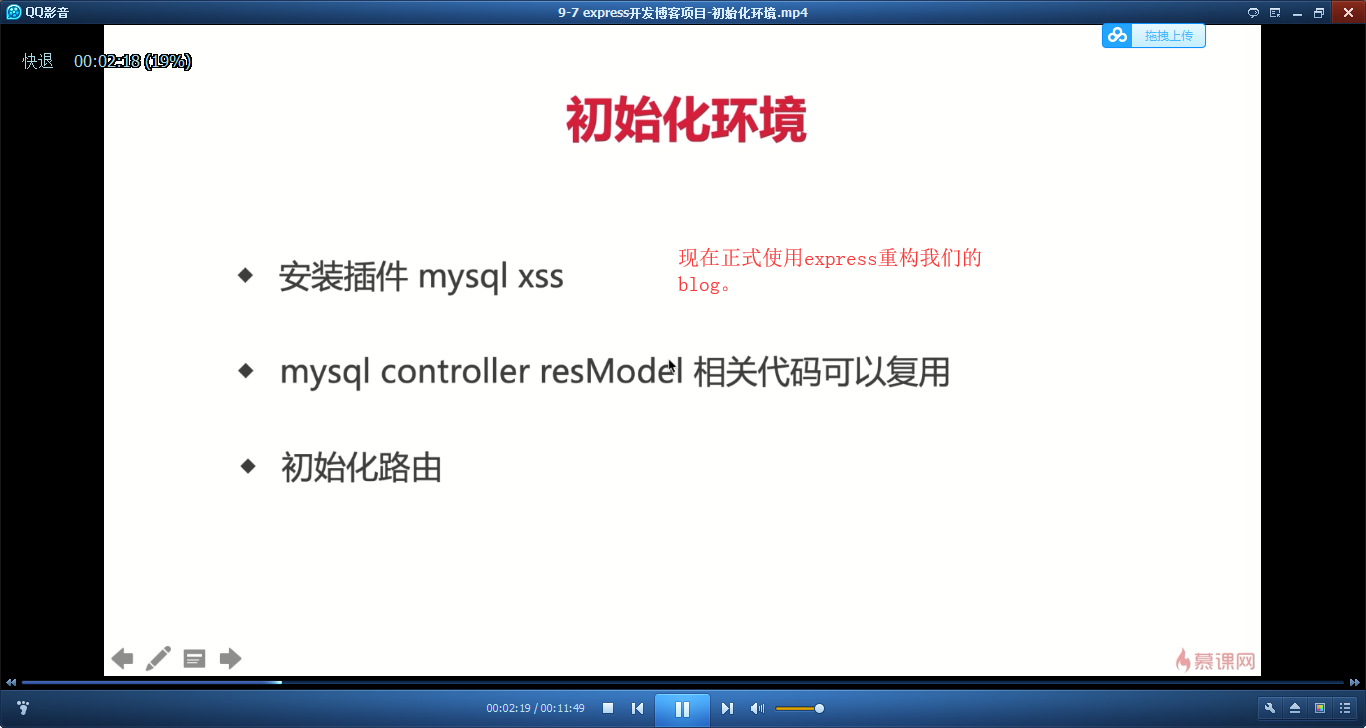 QQ影音
9-7 express开发博客项目-初始化环境.mp4
拖拽上传
快退 00:02:18 (19%)
初始化环境
现在正式使用express重构我们的
blog。
安装插件 mysql xss
mysql controller resModel 相关代码可以复用
初始化路由
慕课网
00:02:19 / 00:11:49